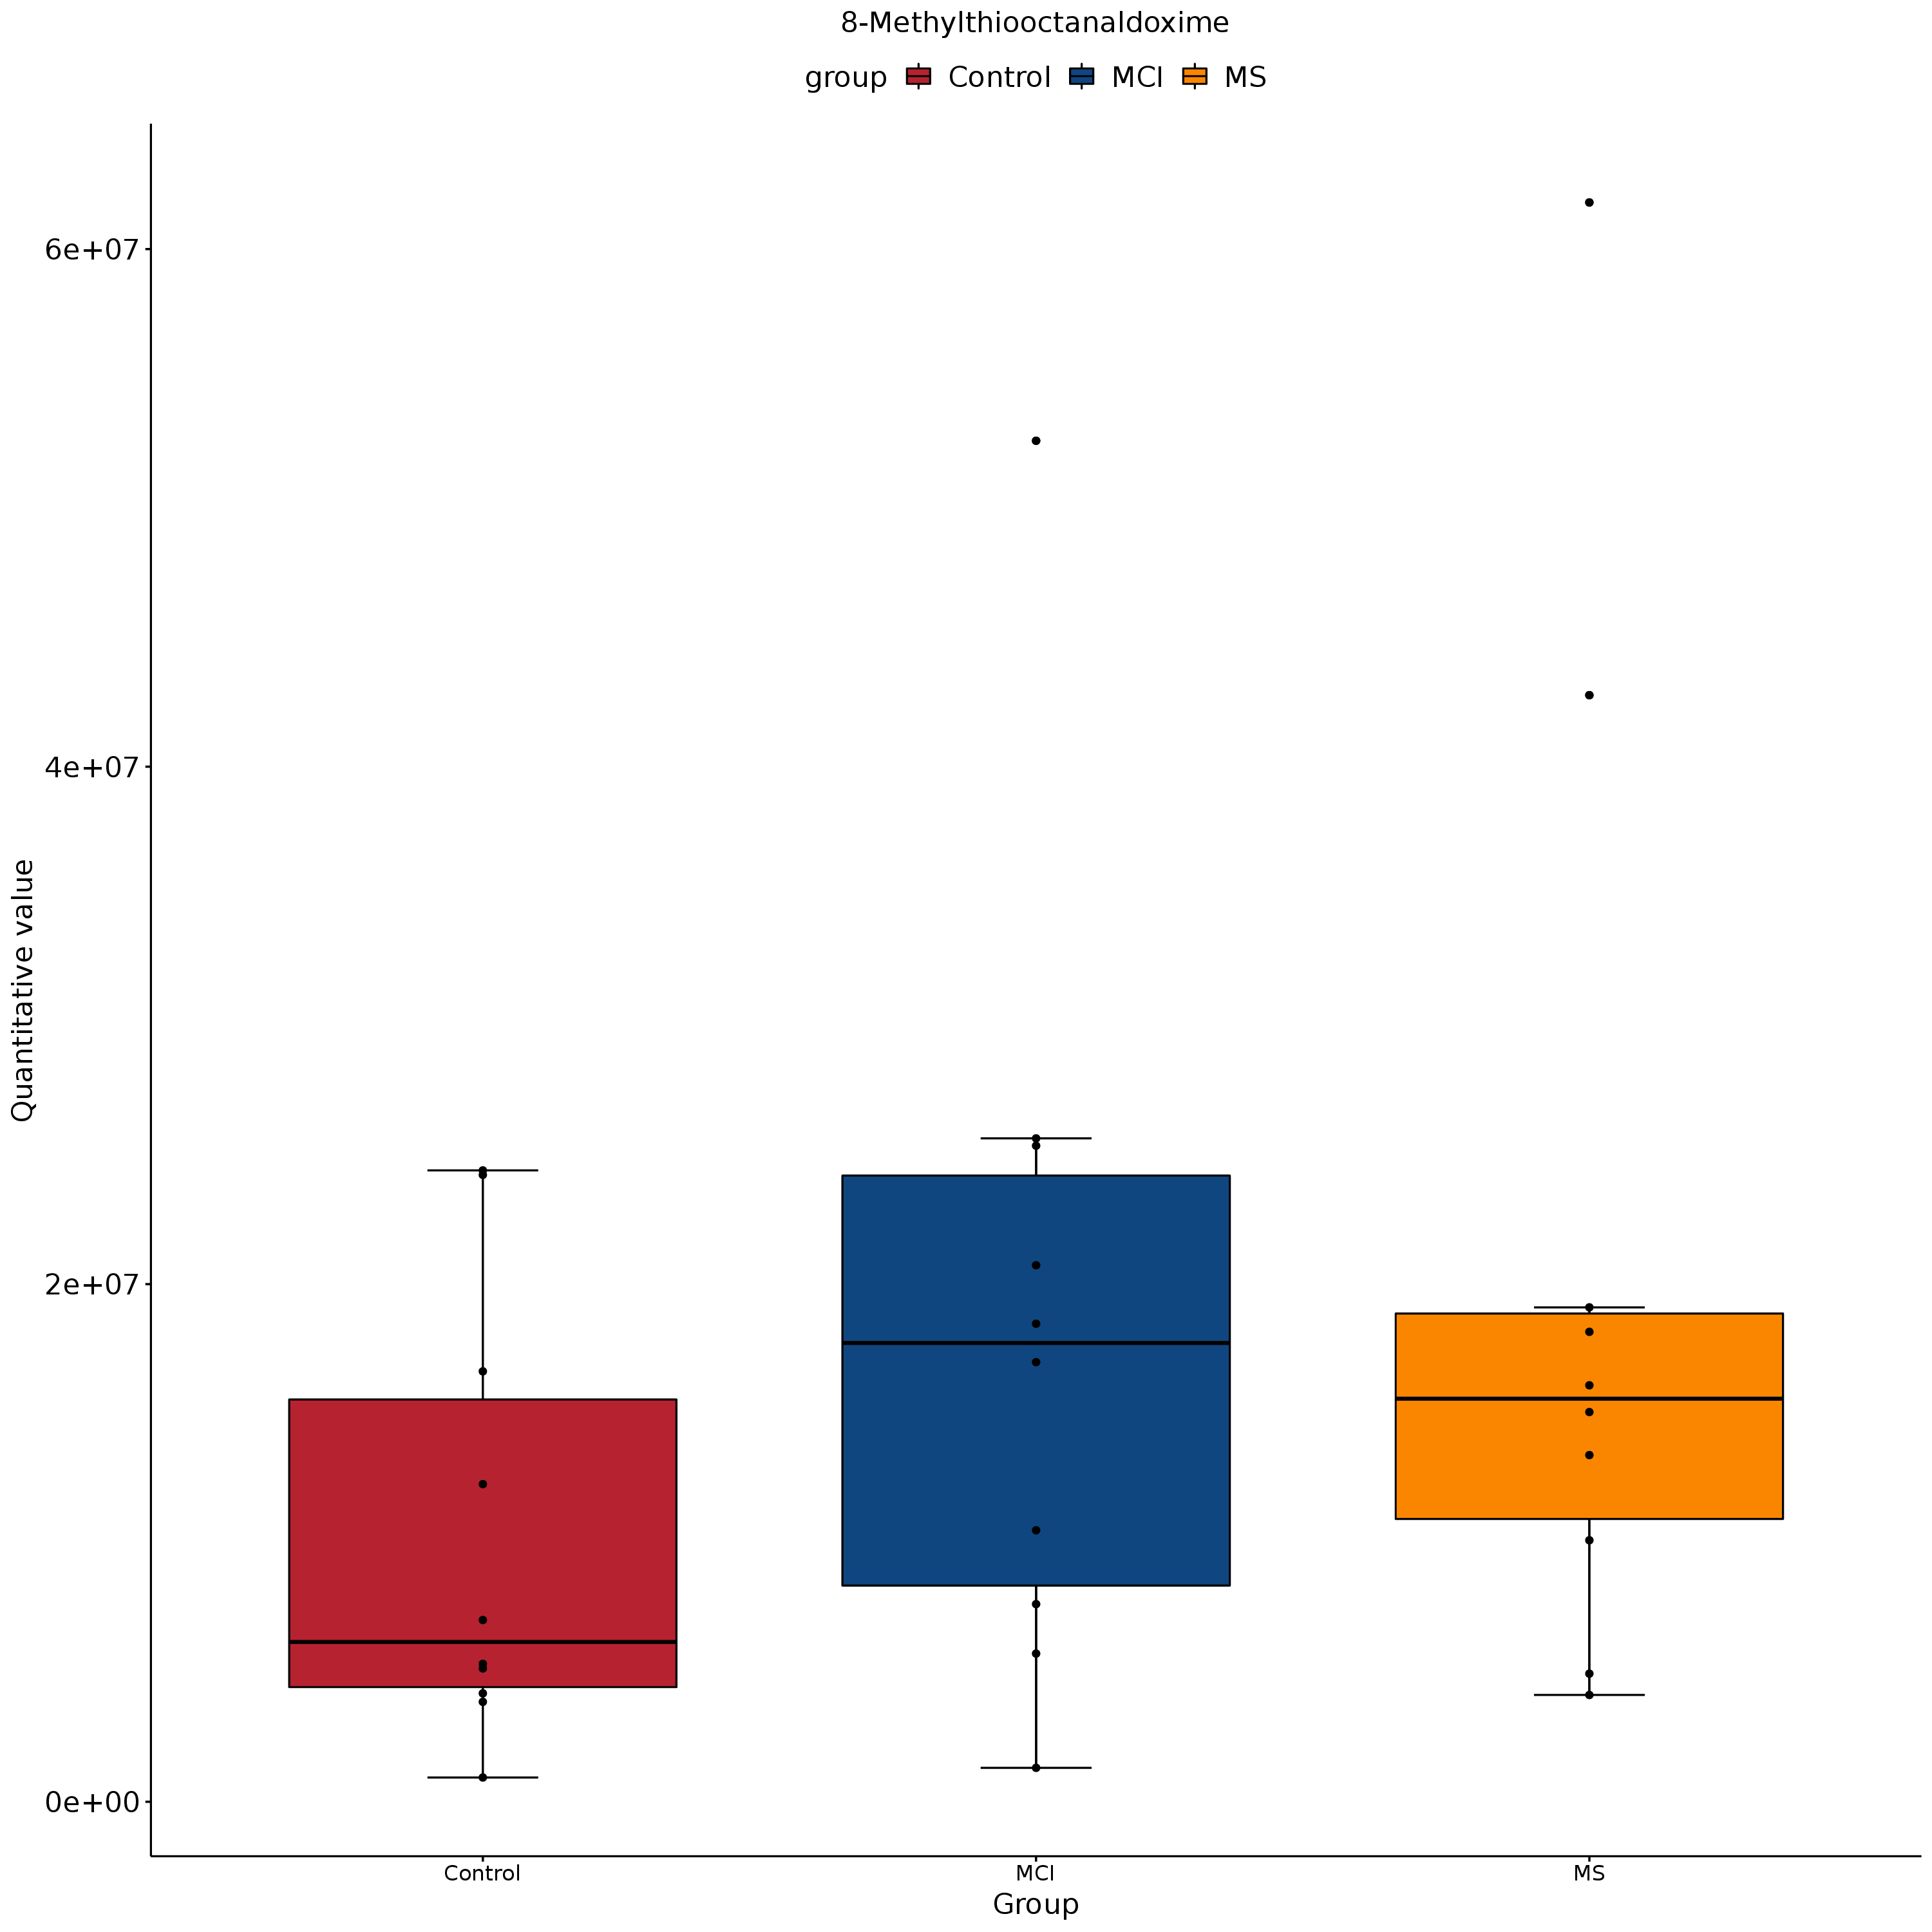 8-Methylthiooctanaldoxime
group Control MCI MS
6e+07
4e+07
2e+07
0e+00
Quantitative value
Control MCI MS
Group